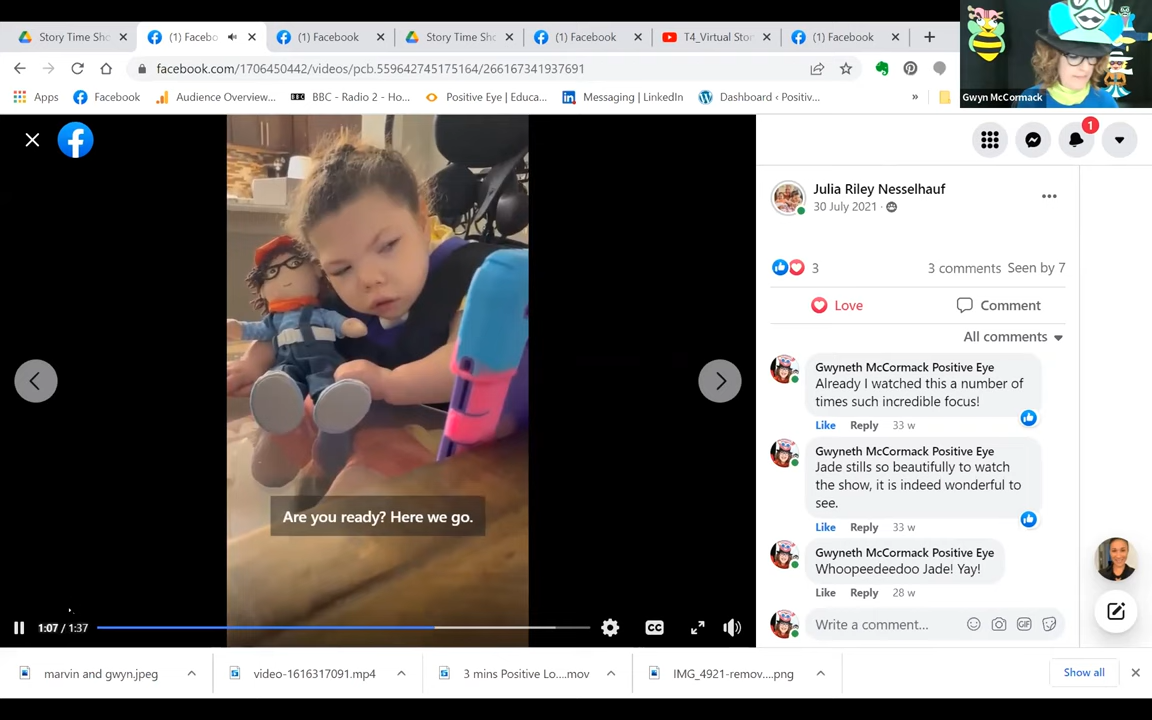 Story Time Sho
(1) Facebo
(1) Facebook
Story Time Sho
(1) Facebook
T4_Virtual Stor
(1) Facebook
facebook.com/1706450442/videos/pcb.559642745175164/266167341937691
Gwyn McCormack
Apps
Facebook
Audience Overview...
BBC - Radio 2 - Ho...
Positive Eye | Educa...
Messaging | LinkedIn
Dashboard ‹ Positiv...
»
1
Julia Riley Nesselhauf
30 July 2021 ·
3
3 comments Seen by 7
Love
Comment
All comments
Gwyneth McCormack Positive Eye
Already I watched this a number of
times such incredible focus!
Like Reply 33 w
Gwyneth McCormack Positive Eye
Jade stills so beautifully to watch
the show, it is indeed wonderful to
see.
Like Reply 33 w
Gwyneth McCormack Positive Eye
Whoopeedeedoo Jade! Yay!
Like Reply 28 w
Write a comment...
GIF
Are you ready? Here we go.
1:07 / 1:37
CC
marvin and gwyn.jpeg
video-1616317091.mp4
3 mins Positive Lo....mov
IMG_4921-remov....png
Show all